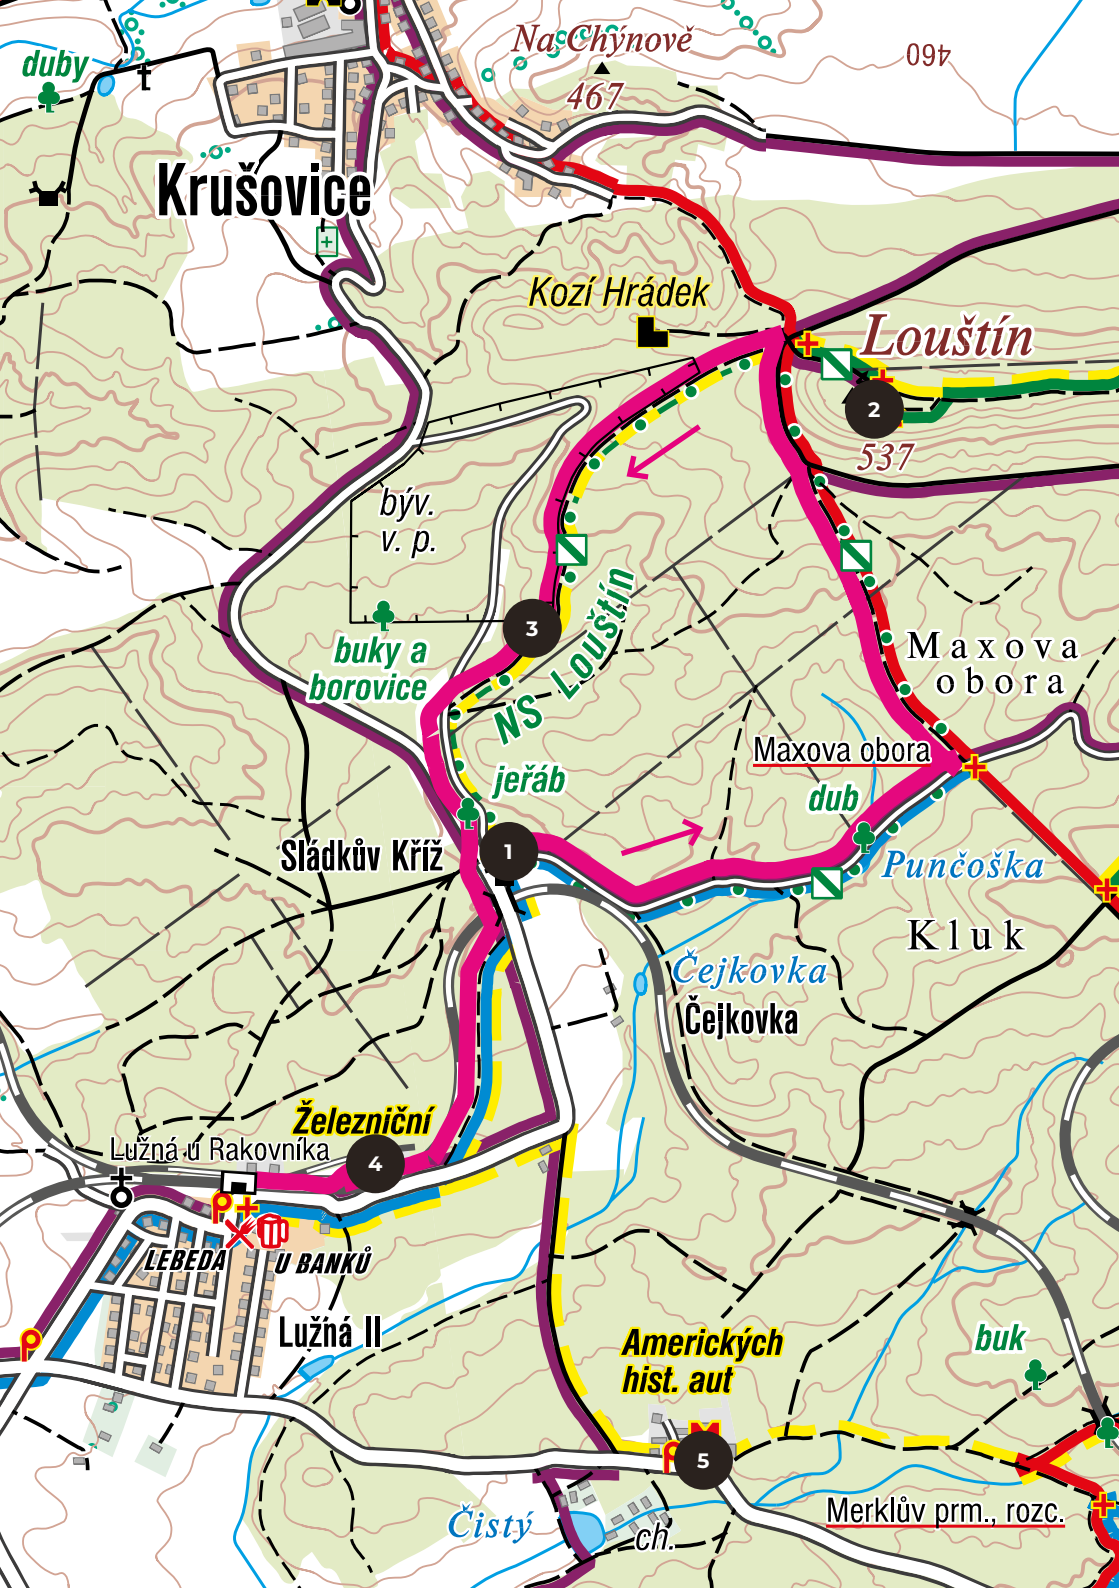 Na Chýnově
467
460
duby
Krušovice
Kozí Hrádek
Louštín
2
537
býv.
v. p.
3
buky a
borovice
NS Louštín
Maxova
obora
Maxova obora
jeřáb
dub
Sládkův Kříž
1
Punčoška
Kluk
Čejkovka
Čejkovka
Železniční
Lužná u Rakovníka
4
P
LEBEDA
U BANKŮ
Lužná II
P
Amerických
hist. aut
buk
P
5
Merklův prm., rozc.
Čistý
ch.